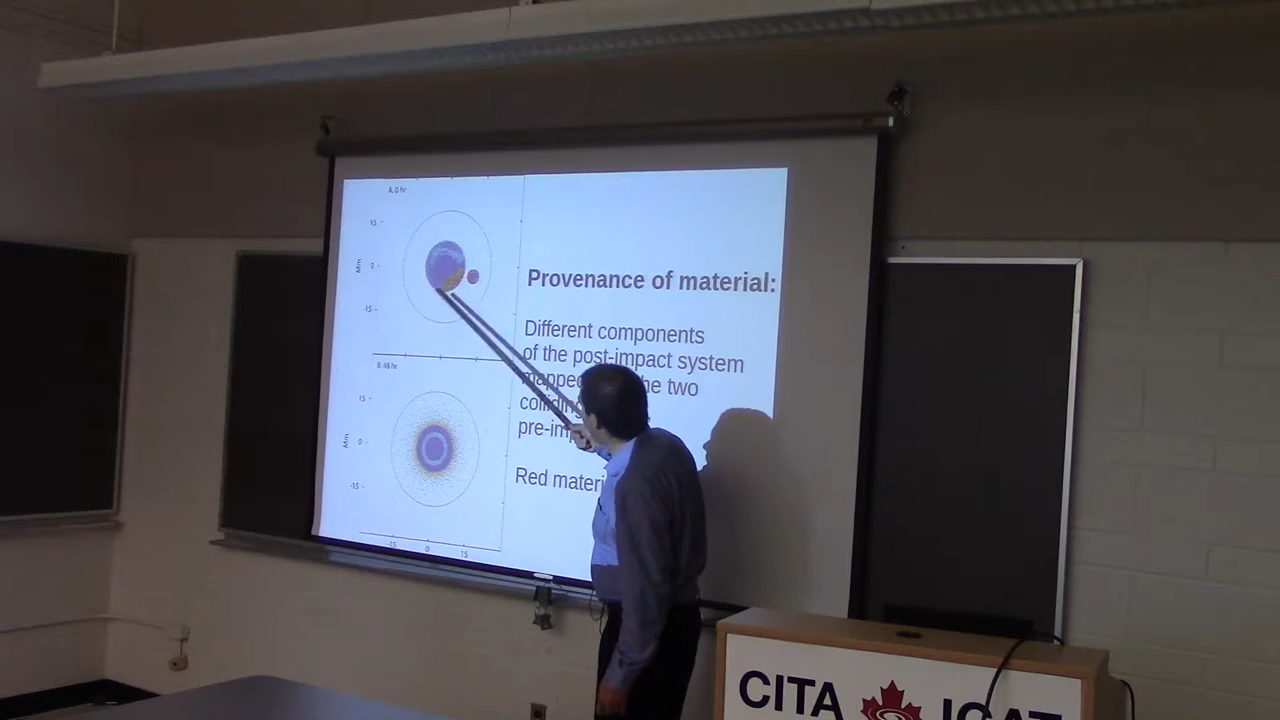 A. 0 hr
15
Mm
0
-15
B. 48 hr
15
Mm
0
-15
-15
0
15
Provenance of material:
Different components
of the post-impact system
mapped the two
colliding
pre-im
Red materi
CITA